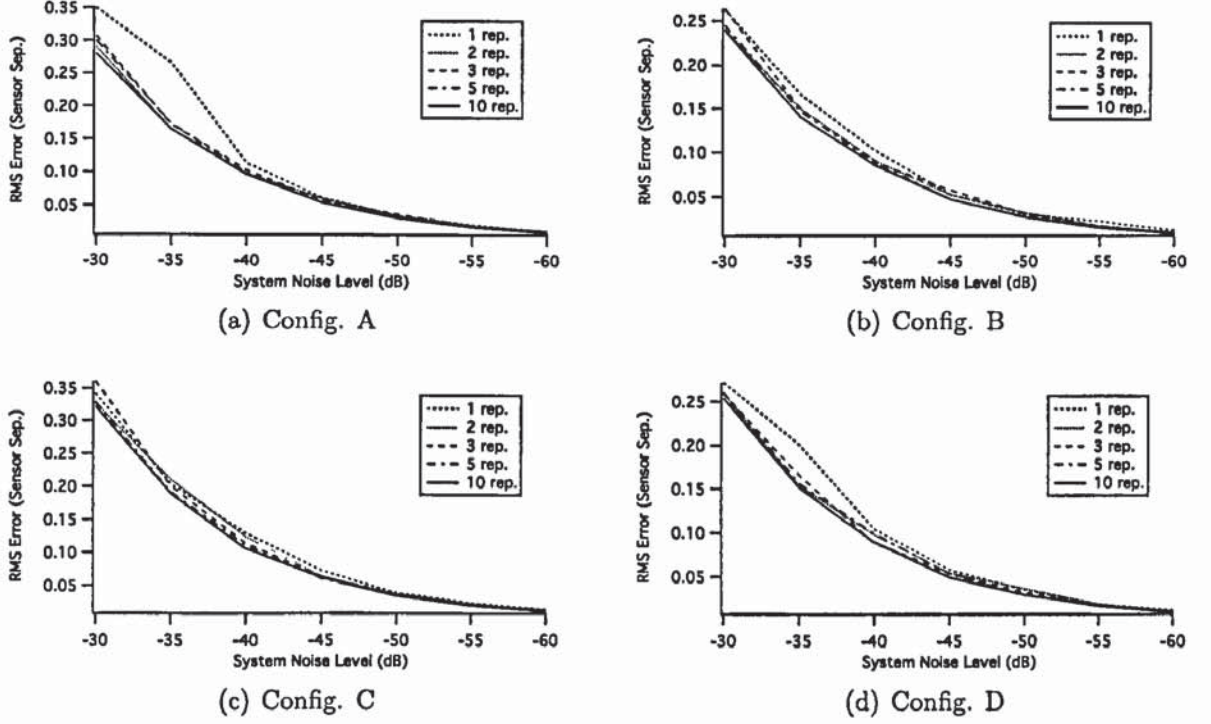 RMS Error (Sensor Sep.)
0.35
0.30
0.25
0.20
0.15
0.10
0.05
-30
-35
-40
-45
-50
-55
-60
System Noise Level (dB)
1 rep.
2 rep.
3 rep.
5 rep.
10 rep.
(a) Config. A
RMS Error (Sensor Sep.)
0.25
0.20
0.15
0.10
0.05
-30
-35
-40
-45
-50
-55
-60
System Noise Level (dB)
1 rep.
2 rep.
3 rep.
5 rep.
10 rep.
(b) Config. B
RMS Error (Sensor Sep.)
0.35
0.30
0.25
0.20
0.15
0.10
0.05
-30
-35
-40
-45
-50
-55
-60
System Noise Level (dB)
1 rep.
2 rep.
3 rep.
5 rep.
10 rep.
(c) Config. C
RMS Error (Sensor Sep.)
0.25
0.20
0.15
0.10
0.05
-30
-35
-40
-45
-50
-55
-60
System Noise Level (dB)
1 rep.
2 rep.
3 rep.
5 rep.
10 rep.
(d) Config. D